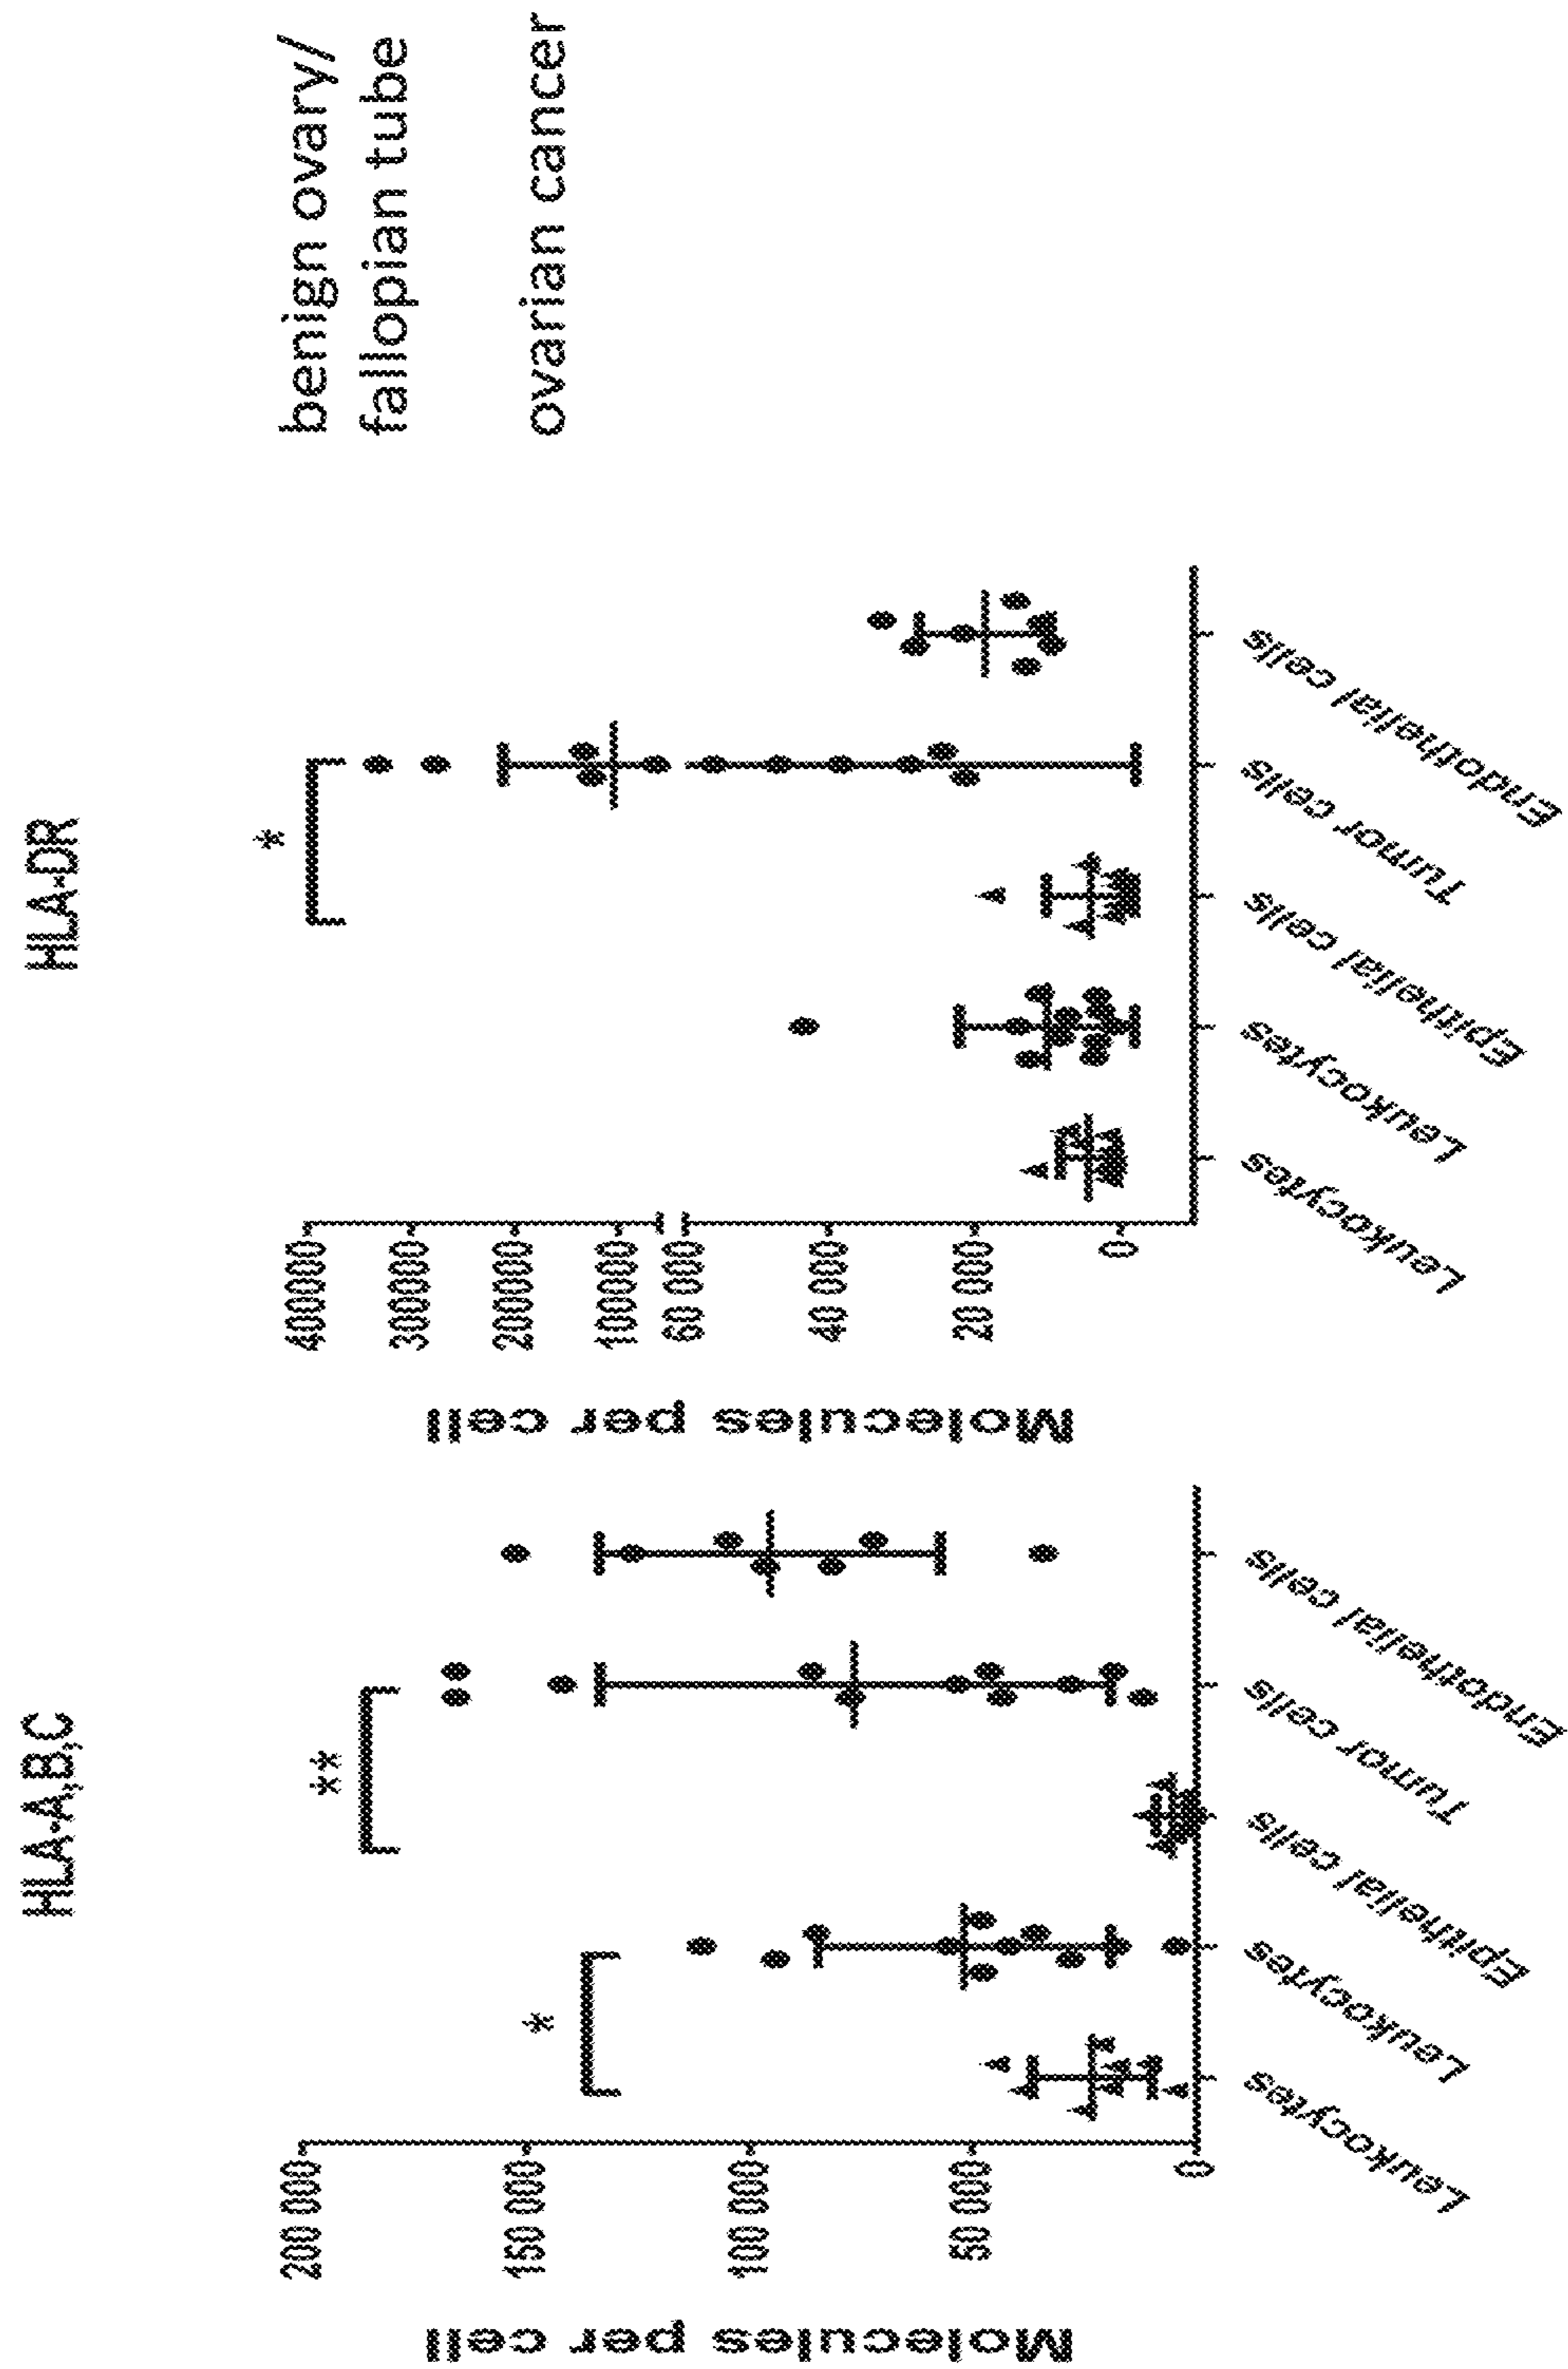 HLA-A,B,C
**
*
Molecules per cell
200 000
150 000
100 000
50 000
0
Leukocytes
Leukocytes
Epithelial cells
Tumor cells
Endothelial cells
HLA-DR
*
Molecules per cell
400000
300000
200000
100000
60 000
40 000
20 000
0
Leukocytes
Leukocytes
Epithelial cells
Tumor cells
Endothelial cells
benign ovary/
fallopian tube
ovarian cancer